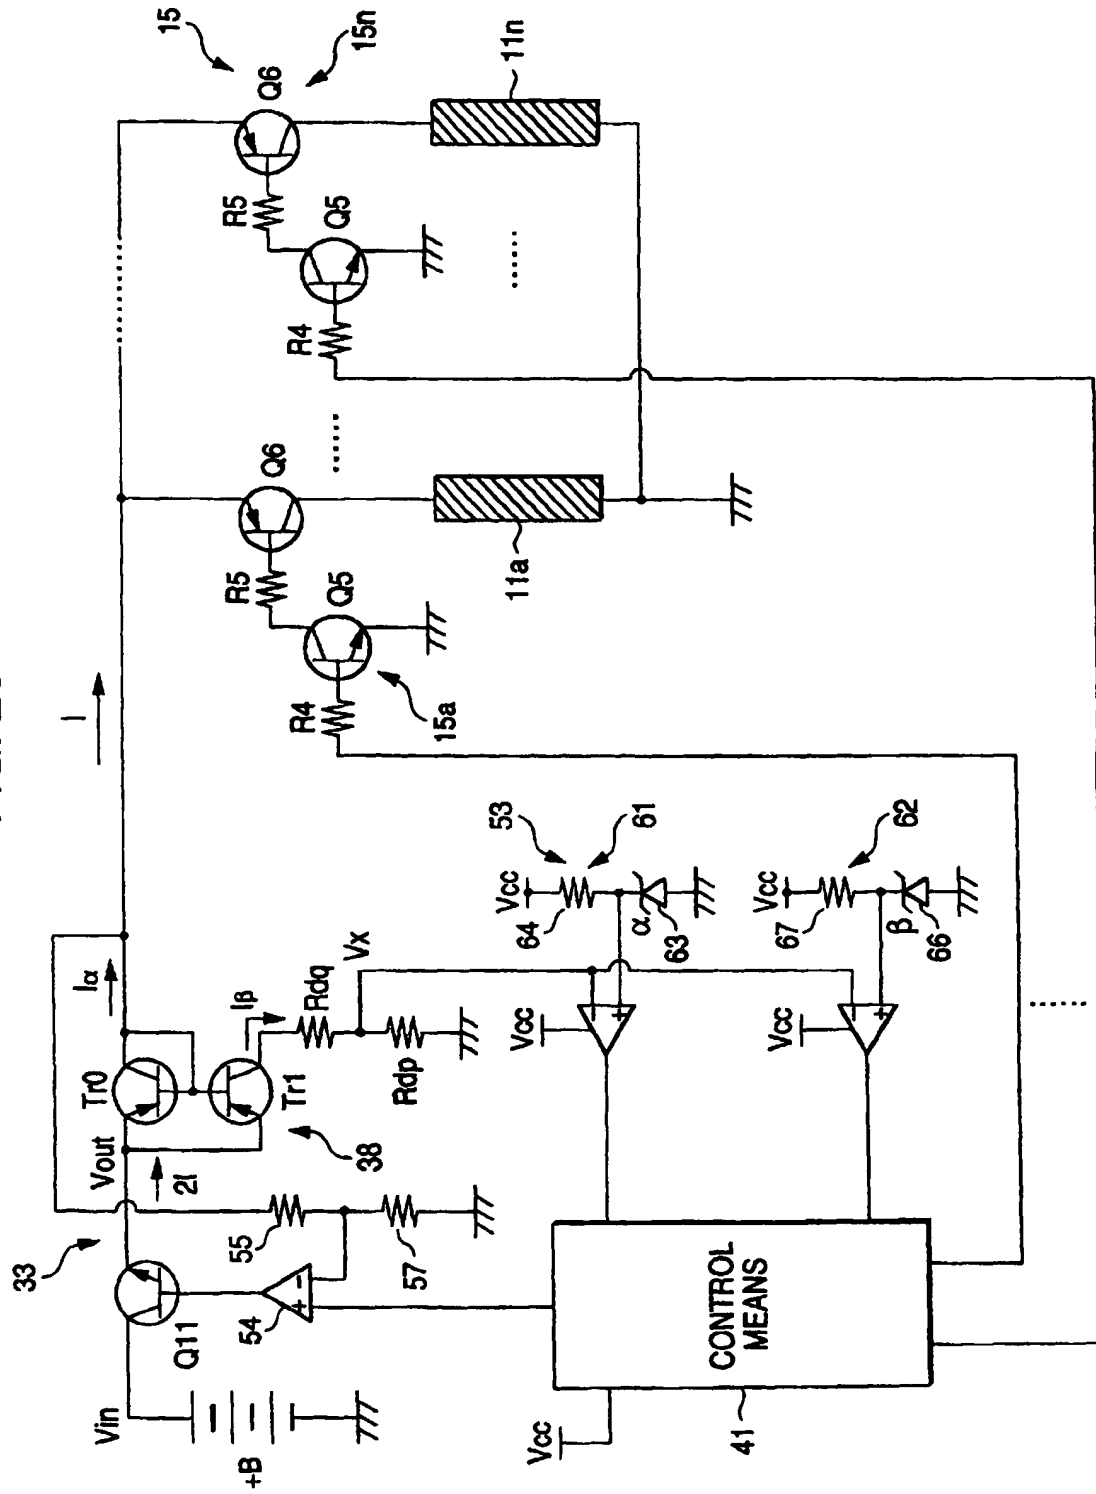 15
15n
Q6
11n
R5
Q5
R4
Q6
R5
Q5
11a
R4
15a
I
53
61
Vcc
64
α
63
62
Vcc
67
β
66
Iα
Iβ
Rdq
Vx
Rdp
Tr0
Tr1
38
Vcc
−
+
Vcc
−
+
Vout
2I
33
55
57
54
+
-
Q11
Vin
+B
CONTROL
MEANS
41
Vcc